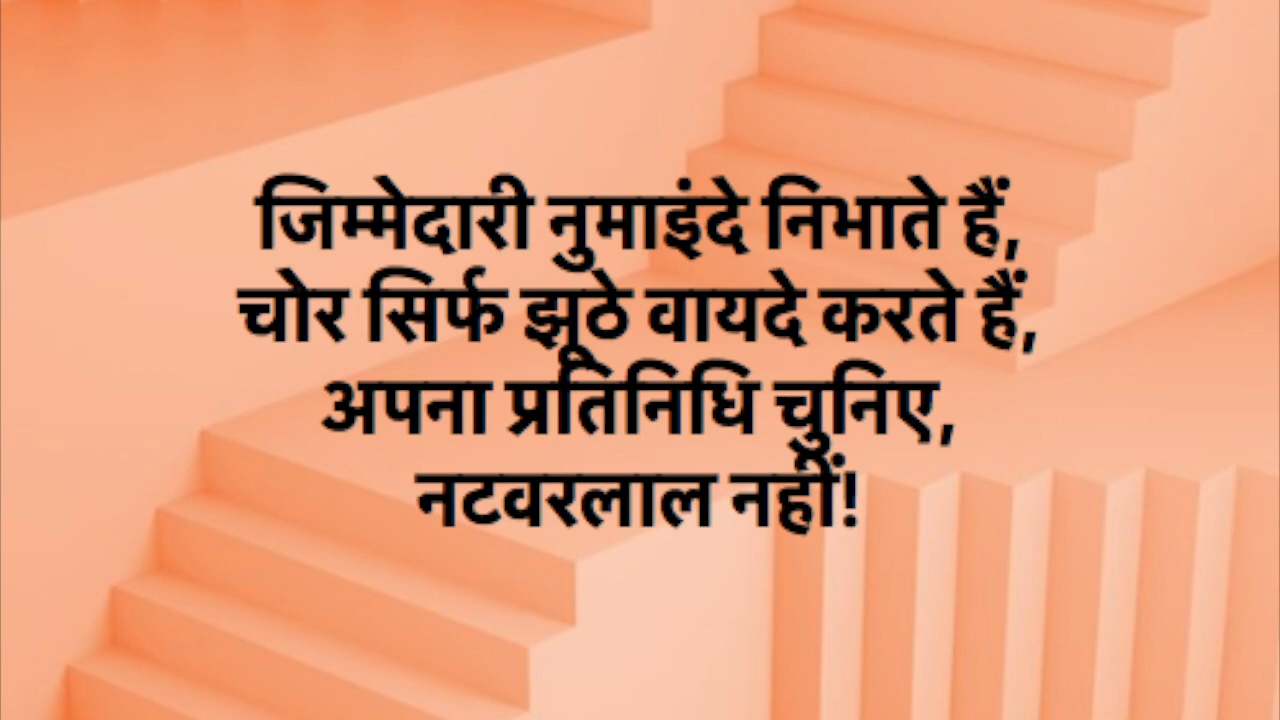 जिम्मेदारी नुमाइंदे निभाते हैं,
चोर सिर्फ झूठे वायदे करते हैं,
अपना प्रतिनिधि चुनिए,
नटवरलाल नहीं!